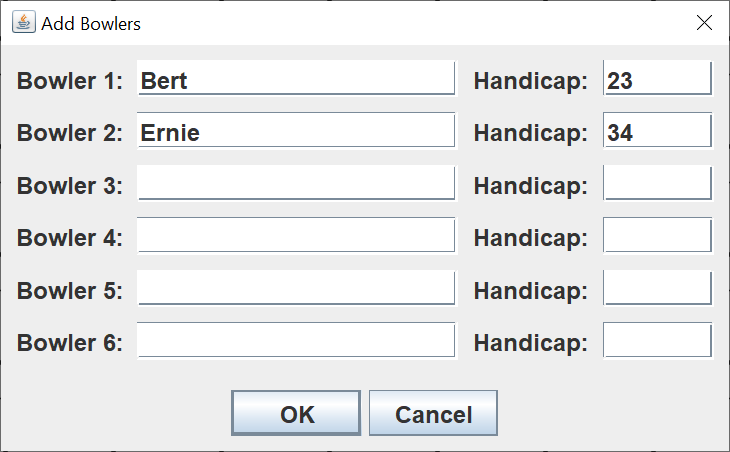 Add Bowlers
Bowler 1: Bert Handicap: 23
Bowler 2: Ernie Handicap: 34
Bowler 3: Handicap:
Bowler 4: Handicap:
Bowler 5: Handicap:
Bowler 6: Handicap:
OK Cancel